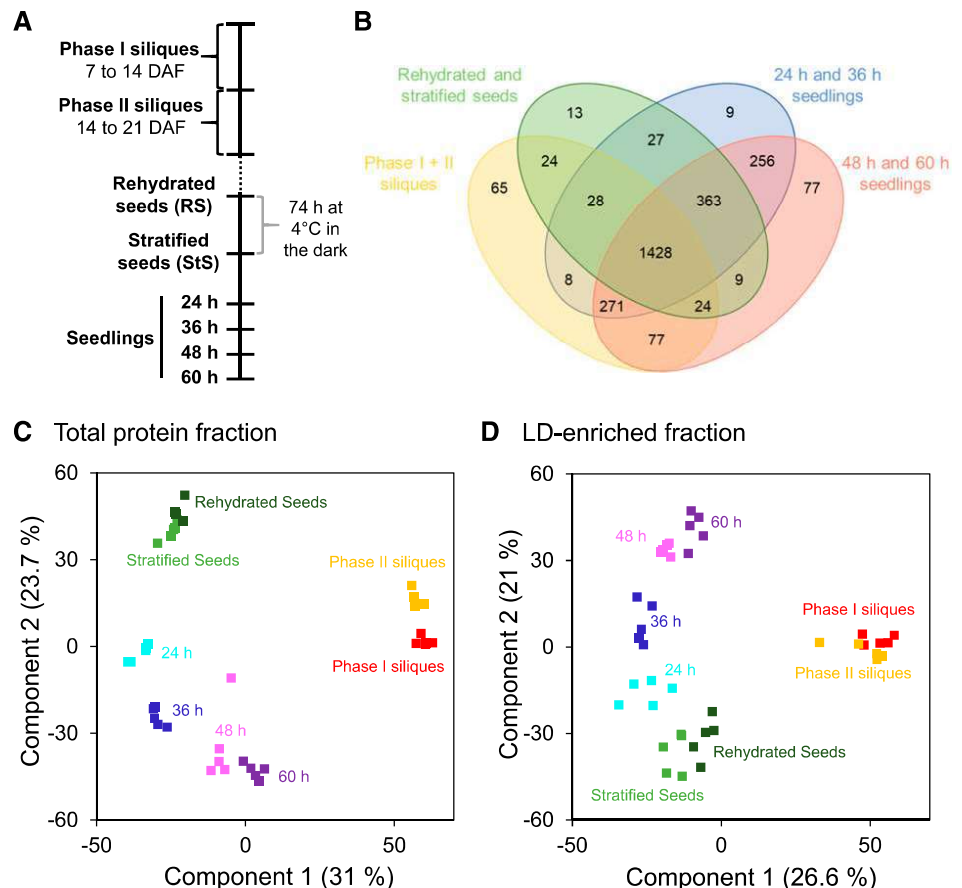 A
Phase I siliques
7 to 14 DAF
Phase II siliques
14 to 21 DAF
Rehydrated
seeds (RS)
Stratified
seeds (StS)
74 h at
4°C in
the dark
Seedlings
24 h
36 h
48 h
60 h
B
Rehydrated and
stratified seeds
24 h and 36 h
seedlings
Phase I + II
siliques
48 h and 60 h
seedlings
13
9
27
24
256
65
28
363
77
1428
8
9
271
24
77
C Total protein fraction
Component 2 (23.7 %)
60
30
0
-30
-60
Rehydrated Seeds
Stratified Seeds
Phase II siliques
Phase I siliques
24 h
36 h
48 h
60 h
-50
0
50
Component 1 (31 %)
D LD-enriched fraction
Component 2 (21 %)
60
30
0
-30
-60
60 h
48 h
36 h
Phase I siliques
Phase II siliques
24 h
Rehydrated Seeds
Stratified Seeds
-50
0
50
Component 1 (26.6 %)